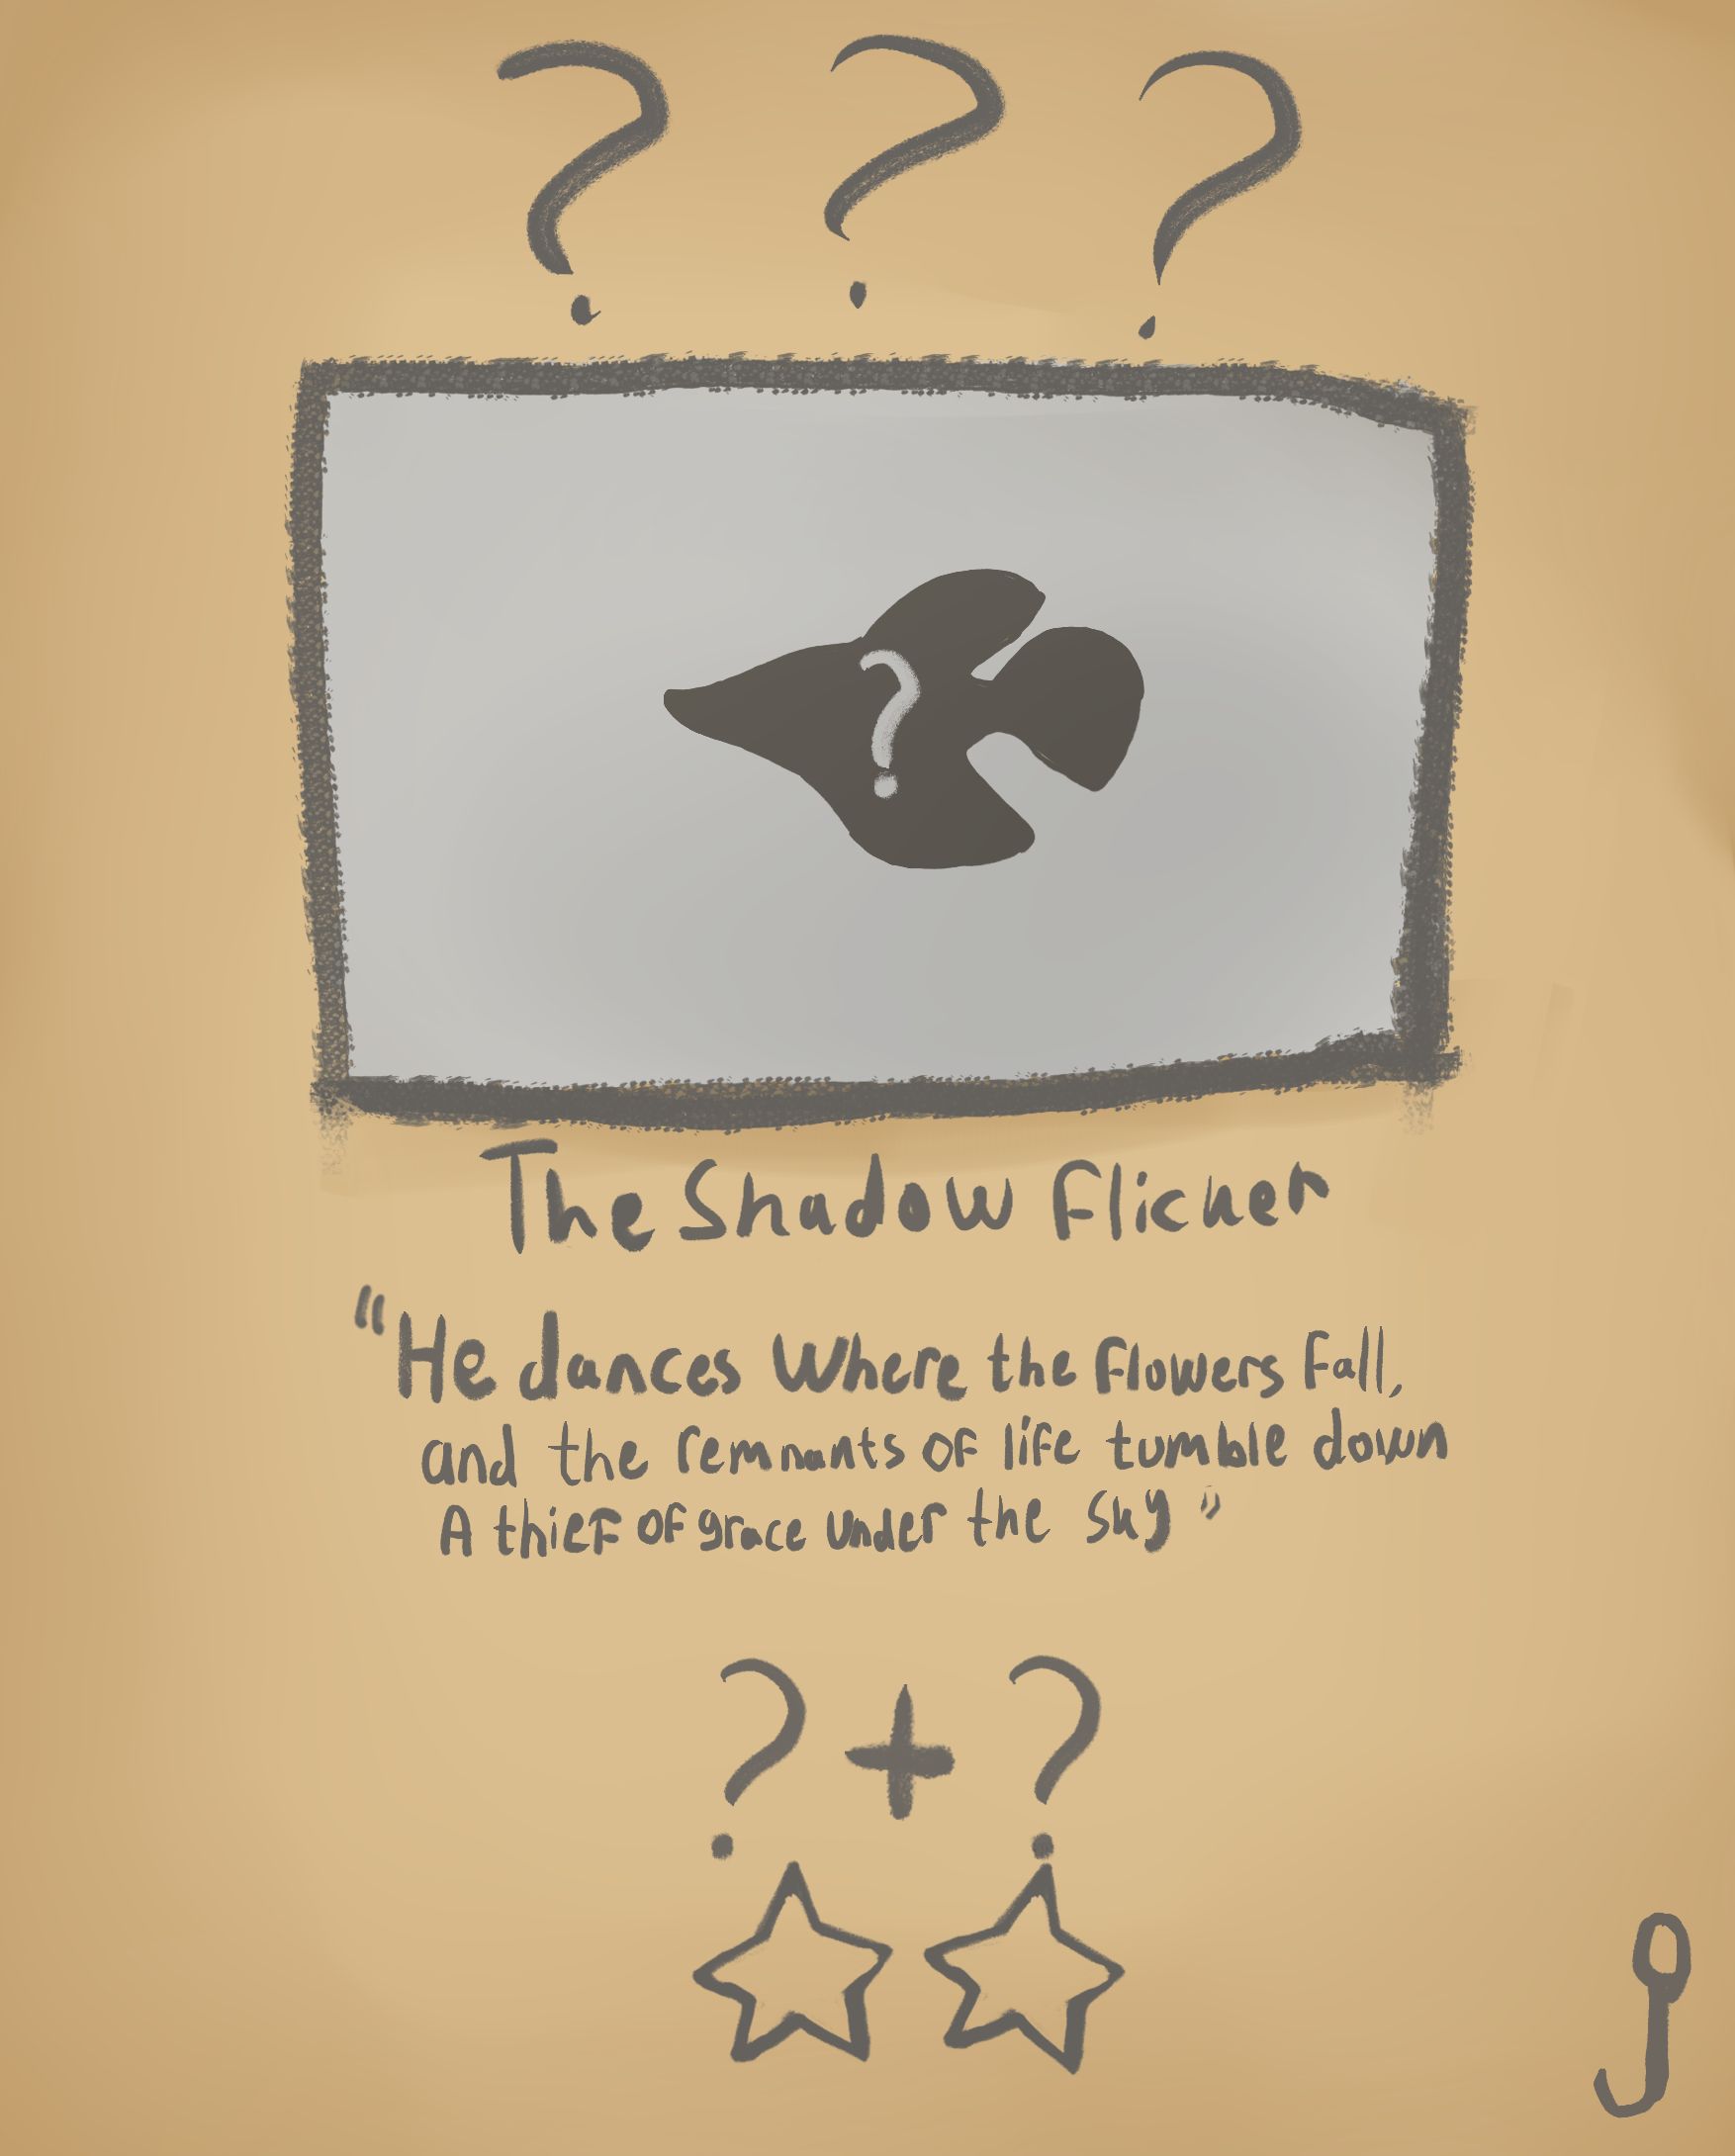 ? ? ?
?
The Shadow Flicker
"He dances Where the flowers fall,
and the remnants of life tumble down
A thief of grace under the sky"
? + ?